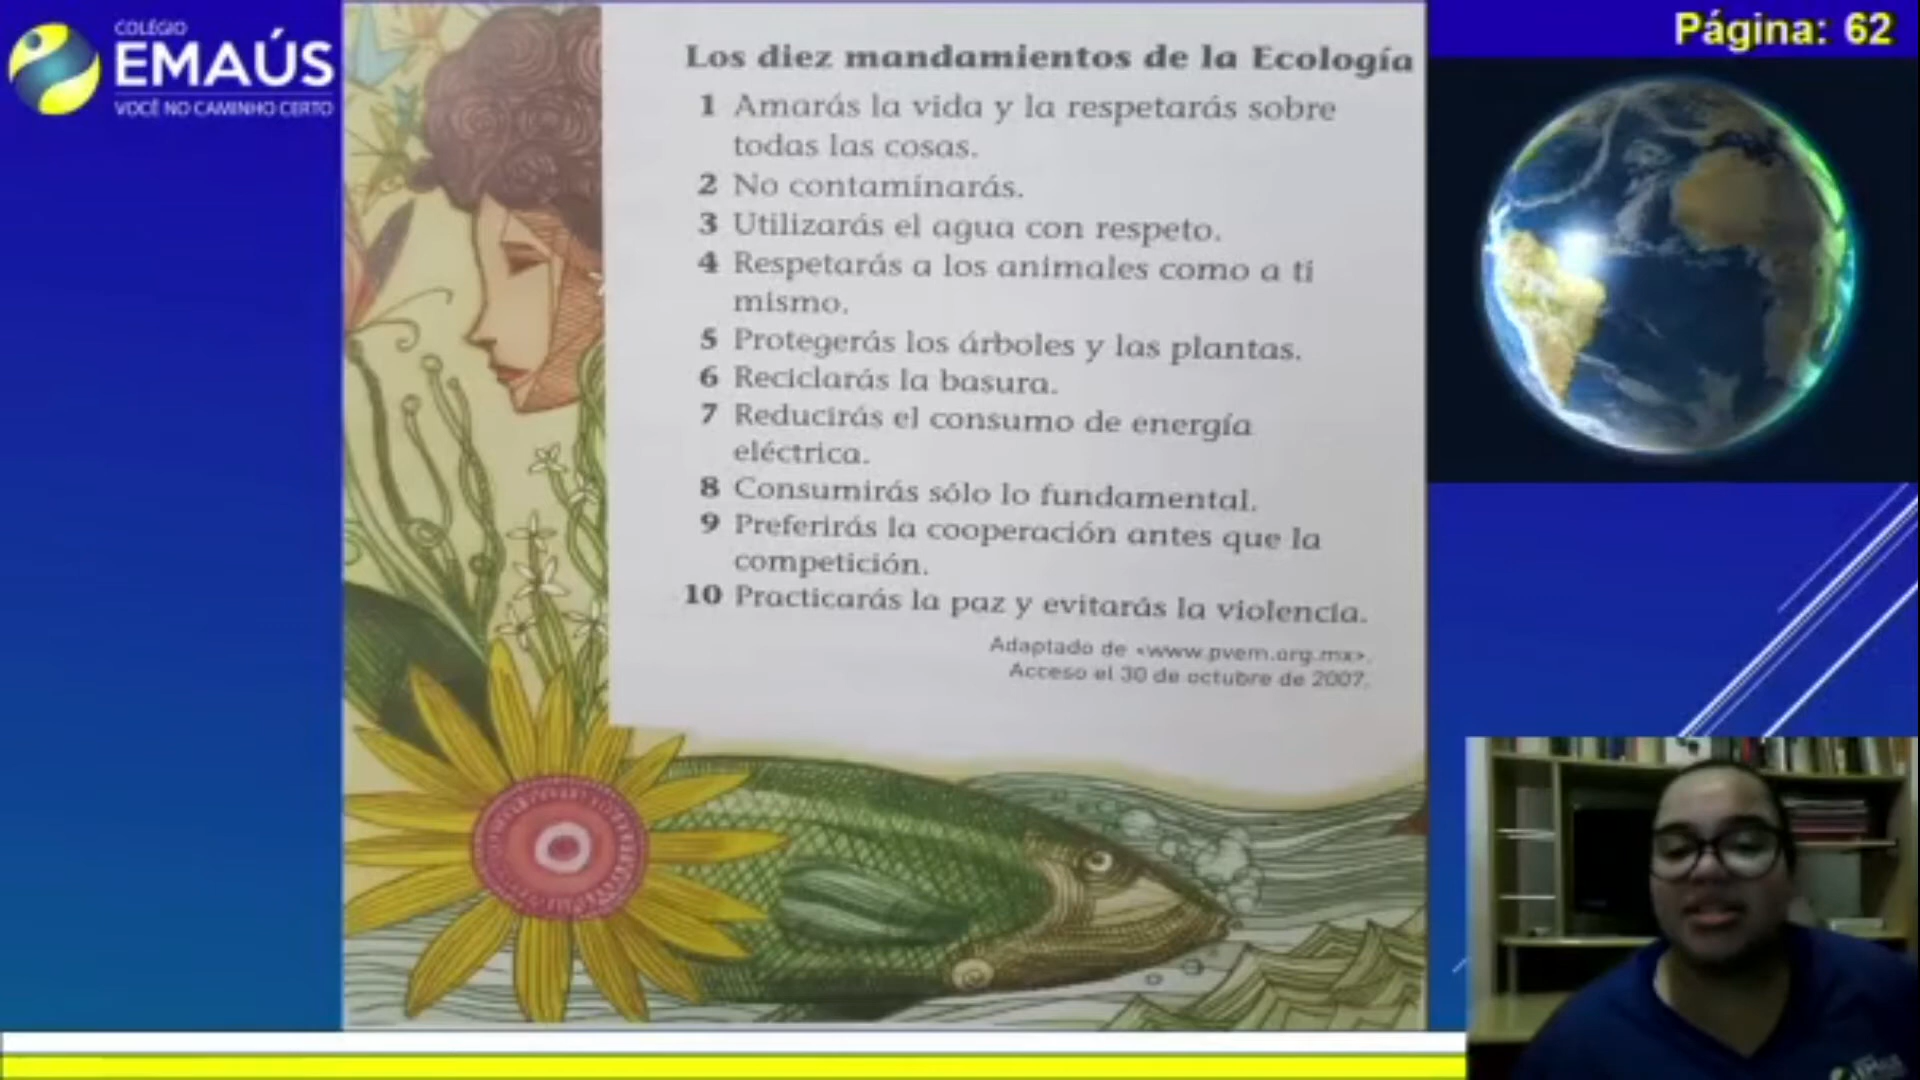 COLÉGIO
EMAÚS
VOCÊ NO CAMINHO CERTO
Página: 62
Los diez mandamientos de la Ecología
1 Amarás la vida y la respetarás sobre
todas las cosas.
2 No contaminarás.
3 Utilizarás el agua con respeto.
4 Respetarás a los animales como a ti
mismo.
5 Protegerás los árboles y las plantas.
6 Reciclarás la basura.
7 Reducirás el consumo de energía
eléctrica.
8 Consumirás sólo lo fundamental.
9 Preferirás la cooperación antes que la
competición.
10 Practicarás la paz y evitarás la violencia.
Adaptado de <www.pvem.org.mx>.
Acceso el 30 de octubre de 2007.